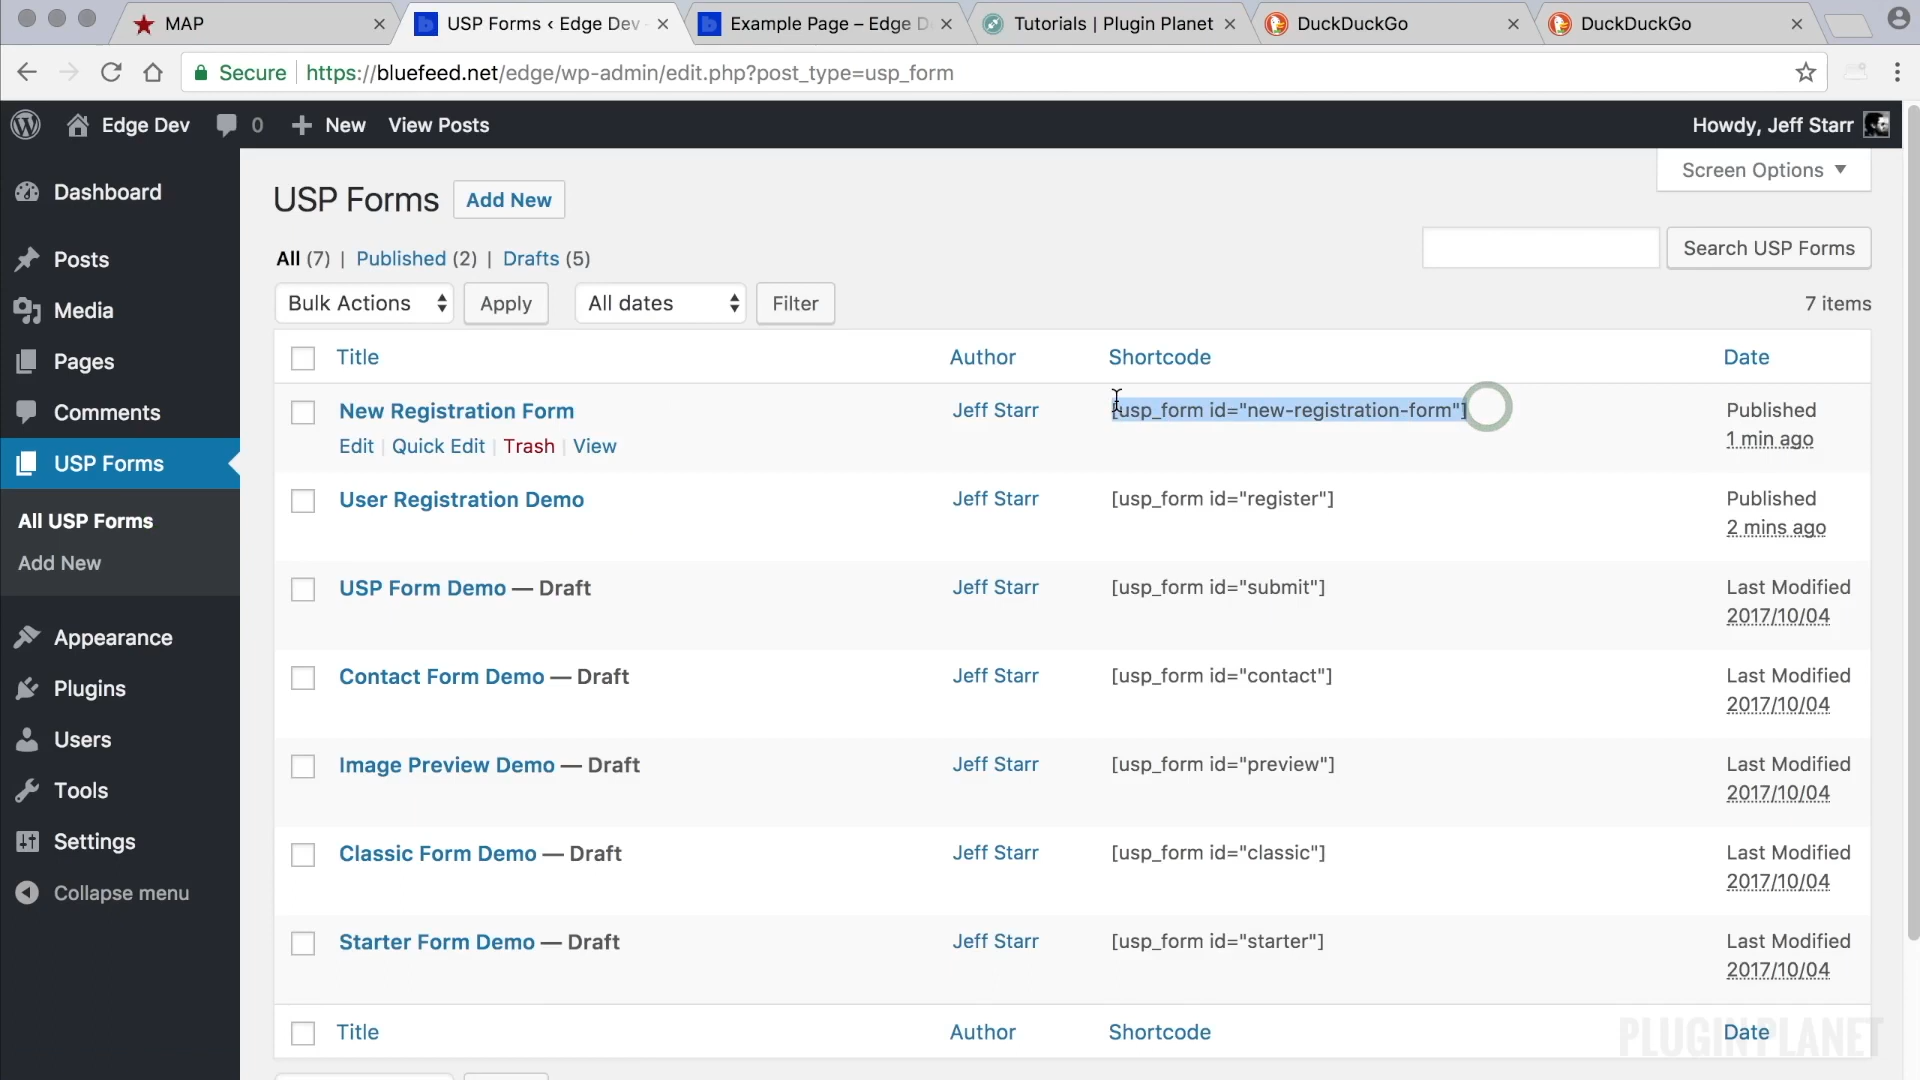 MAP
USP Forms ‹ Edge Dev
Example Page – Edge D
Tutorials | Plugin Planet
DuckDuckGo
DuckDuckGo
Secure
https://bluefeed.net/edge/wp-admin/edit.php?post_type=usp_form
Edge Dev
0
New
View Posts
Howdy, Jeff Starr
Dashboard
Posts
Media
Pages
Comments
USP Forms
All USP Forms
Add New
Appearance
Plugins
Users
Tools
Settings
Collapse menu
Screen Options
USP Forms
Add New
All (7) | Published (2) | Drafts (5)
Search USP Forms
Bulk Actions
Apply
All dates
Filter
7 items
Title Author Shortcode Date
New Registration Form Jeff Starr [usp_form id="new-registration-form"] Published
Edit | Quick Edit | Trash | View 1 min ago
User Registration Demo Jeff Starr [usp_form id="register"] Published
2 mins ago
USP Form Demo — Draft Jeff Starr [usp_form id="submit"] Last Modified
2017/10/04
Contact Form Demo — Draft Jeff Starr [usp_form id="contact"] Last Modified
2017/10/04
Image Preview Demo — Draft Jeff Starr [usp_form id="preview"] Last Modified
2017/10/04
Classic Form Demo — Draft Jeff Starr [usp_form id="classic"] Last Modified
2017/10/04
Starter Form Demo — Draft Jeff Starr [usp_form id="starter"] Last Modified
2017/10/04
Title Author Shortcode Date
PLUGIN PLANET